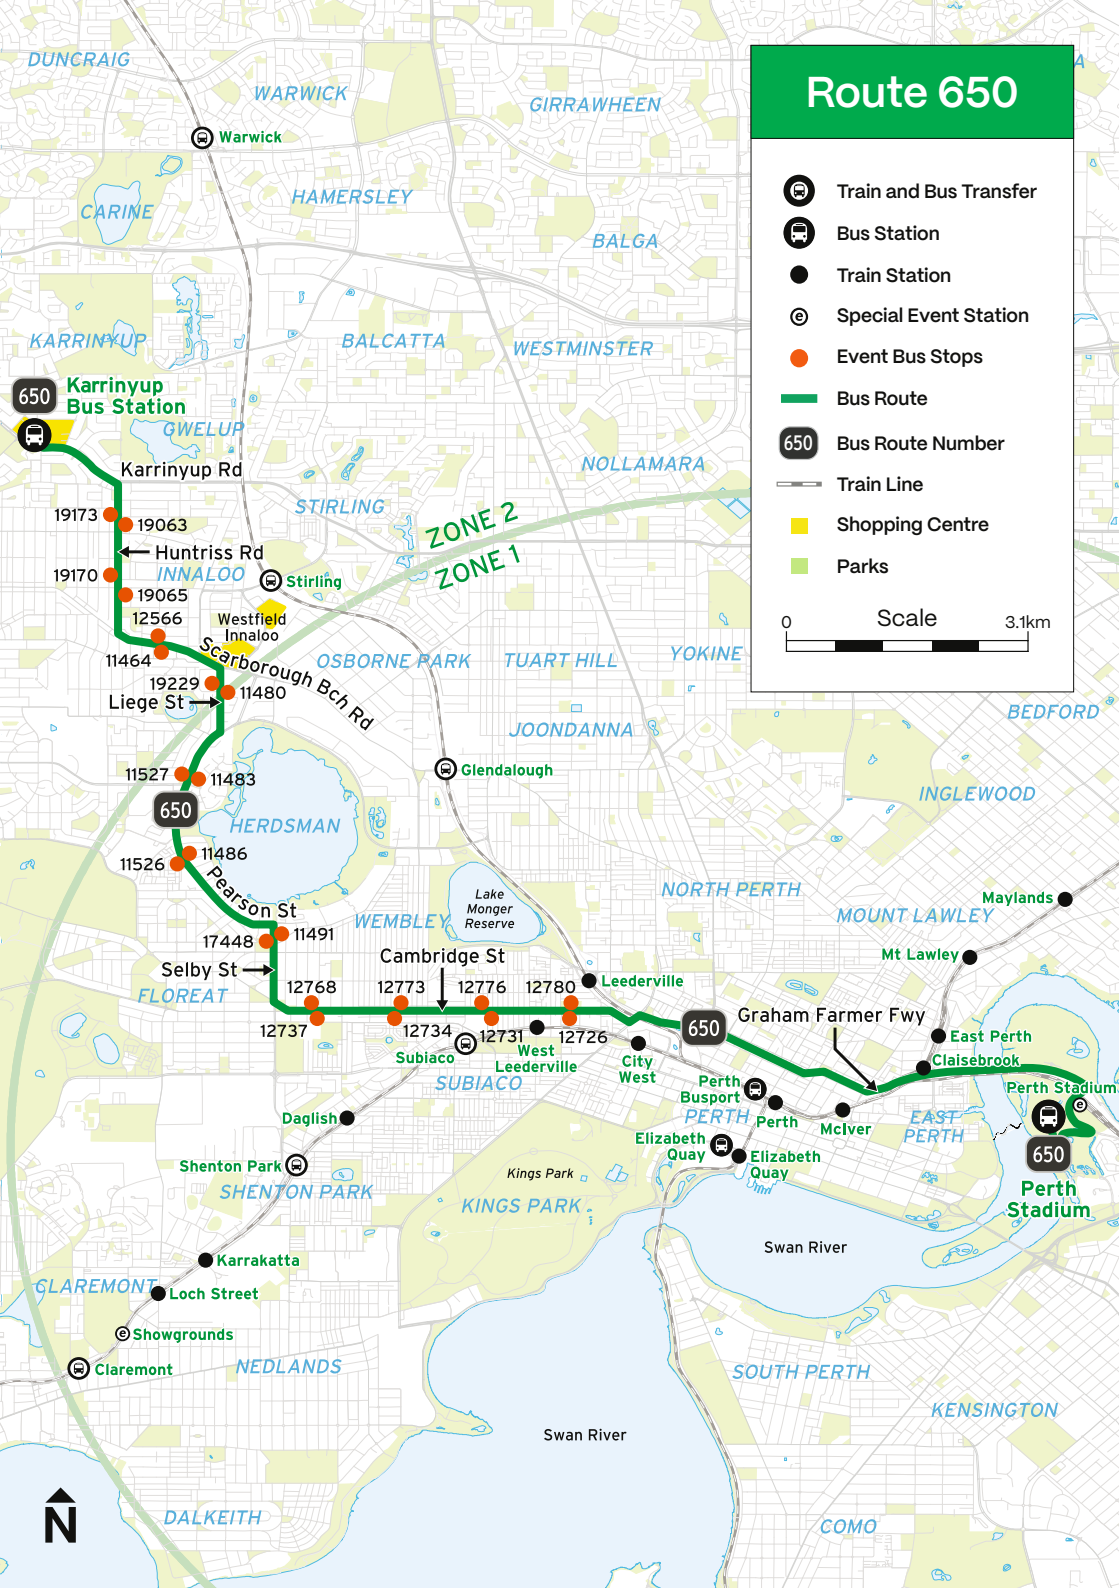 DUNCRAIG
WARWICK
GIRRAWHEEN
A
Route 650
Warwick
Train and Bus Transfer
Bus Station
Train Station
e Special Event Station
Event Bus Stops
Bus Route
650 Bus Route Number
Train Line
Shopping Centre
Parks
Scale
0
3.1km
HAMERSLEY
CARINE
BALGA
KARRINYUP
BALCATTA
WESTMINSTER
650
Karrinyup
Bus Station
GWELUP
Karrinyup Rd
NOLLAMARA
STIRLING
ZONE 2
ZONE 1
19173
19063
Huntriss Rd
INNALOO
19170
19065
Stirling
12566
Westfield
Innaloo
11464
Scarborough Bch Rd
OSBORNE PARK
TUART HILL
YOKINE
19229
11480
Liege St
BEDFORD
JOONDANNA
11527
11483
Glendalough
INGLEWOOD
650
HERDSMAN
11486
11526
Pearson St
Lake
Monger
Reserve
NORTH PERTH
MOUNT LAWLEY
Maylands
WEMBLEY
17448
11491
Cambridge St
Mt Lawley
Selby St
FLOREAT
12768
12773
12776
12780
Leederville
12737
12734
12731
12726
650
Graham Farmer Fwy
East Perth
Subiaco
West
Leederville
City
West
Claisebrook
SUBIACO
Perth
Busport
Perth Stadium
e
PERTH
Perth
McIver
EAST
PERTH
Daglish
Elizabeth
Quay
Elizabeth
Quay
650
Perth
Stadium
Shenton Park
SHENTON PARK
Kings Park
KINGS PARK
Swan River
Karrakatta
CLAREMONT
Loch Street
e Showgrounds
Claremont
NEDLANDS
SOUTH PERTH
KENSINGTON
Swan River
N
DALKEITH
COMO